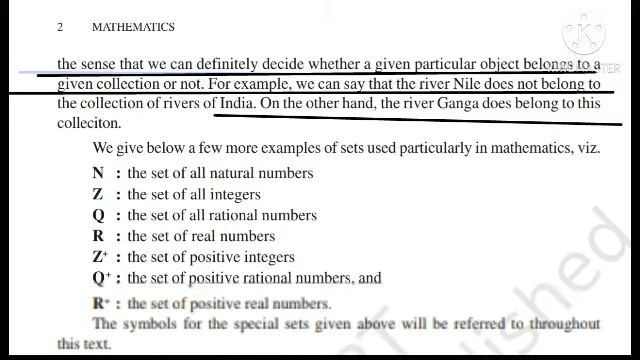 2 MATHEMATICS
the sense that we can definitely decide whether a given particular object belongs to a
given collection or not. For example, we can say that the river Nile does not belong to
the collection of rivers of India. On the other hand, the river Ganga does belong to this
colleciton.
We give below a few more examples of sets used particularly in mathematics, viz.
N : the set of all natural numbers
Z : the set of all integers
Q : the set of all rational numbers
R : the set of real numbers
Z⁺ : the set of positive integers
Q⁺ : the set of positive rational numbers, and
R⁺ : the set of positive real numbers.
The symbols for the special sets given above will be referred to throughout
this text.